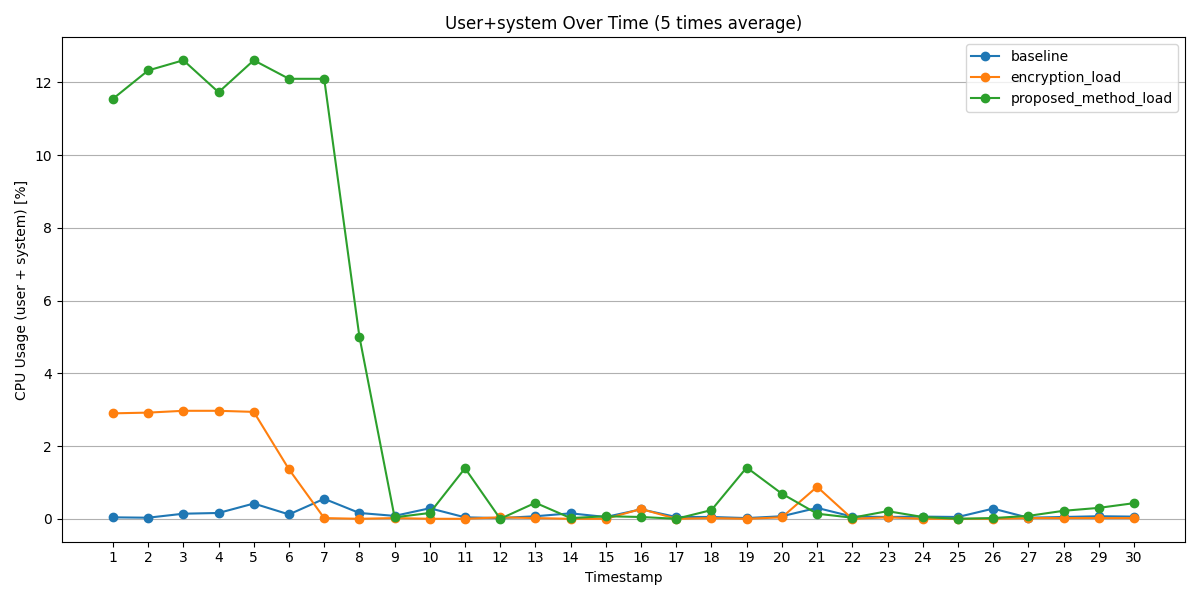 User+system Over Time (5 times average)
baseline
encryption_load
proposed_method_load
CPU Usage (user + system) [%]
12
10
8
6
4
2
0
1 2 3 4 5 6 7 8 9 10 11 12 13 14 15 16 17 18 19 20 21 22 23 24 25 26 27 28 29 30
Timestamp